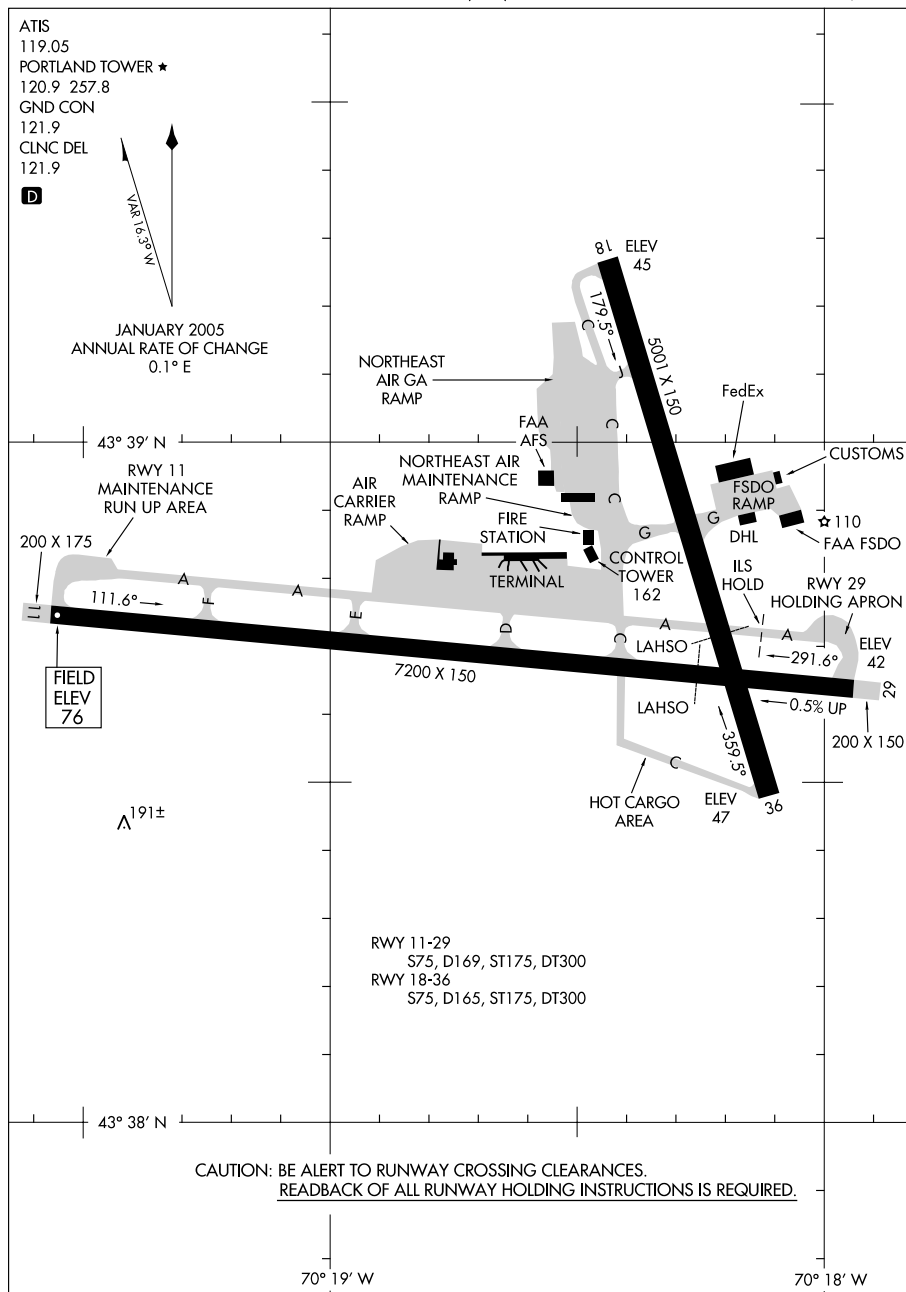 ATIS
119.05
PORTLAND TOWER ★
120.9 257.8
GND CON
121.9
CLNC DEL
121.9
D
VAR 16.3° W
JANUARY 2005
ANNUAL RATE OF CHANGE
0.1° E
18
ELEV
45
179.5°
C
J
5001 X 150
NORTHEAST
AIR GA
RAMP
FedEx
C
43° 39' N
FAA
AFS
CUSTOMS
RWY 11
MAINTENANCE
RUN UP AREA
AIR
CARRIER
RAMP
NORTHEAST AIR
MAINTENANCE
RAMP
C
FSDO
RAMP
110
G
G
DHL
FAA FSDO
200 X 175
FIRE
STATION
TERMINAL
CONTROL
TOWER
162
ILS
HOLD
RWY 29
HOLDING APRON
A
A
111.6°
F
E
D
C
A
A
11
LAHSO
291.6°
ELEV
42
FIELD
ELEV
76
7200 X 150
29
LAHSO
0.5% UP
200 X 150
359.5°
C
HOT CARGO
AREA
ELEV
47
36
191±
RWY 11-29
S75, D169, ST175, DT300
RWY 18-36
S75, D165, ST175, DT300
43° 38' N
CAUTION: BE ALERT TO RUNWAY CROSSING CLEARANCES.
READBACK OF ALL RUNWAY HOLDING INSTRUCTIONS IS REQUIRED.
70° 19' W
70° 18' W